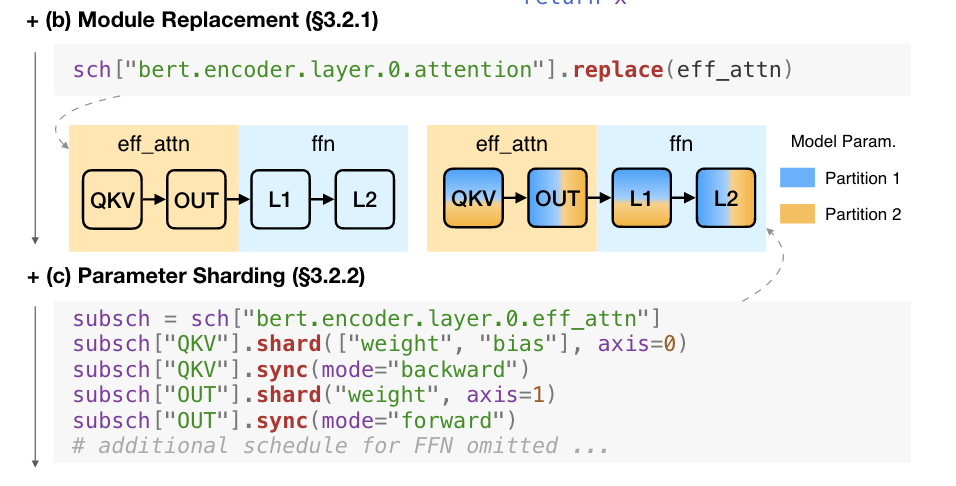 return x
+ (b) Module Replacement (§3.2.1)
sch["bert.encoder.layer.0.attention"].replace(eff_attn)
eff_attn
ffn
eff_attn
ffn
Model Param.
QKV
OUT
L1
L2
QKV
OUT
L1
L2
Partition 1
Partition 2
+ (c) Parameter Sharding (§3.2.2)
subsch = sch["bert.encoder.layer.0.eff_attn"]
subsch["QKV"].shard(["weight", "bias"], axis=0)
subsch["QKV"].sync(mode="backward")
subsch["OUT"].shard("weight", axis=1)
subsch["OUT"].sync(mode="forward")
# additional schedule for FFN omitted ...